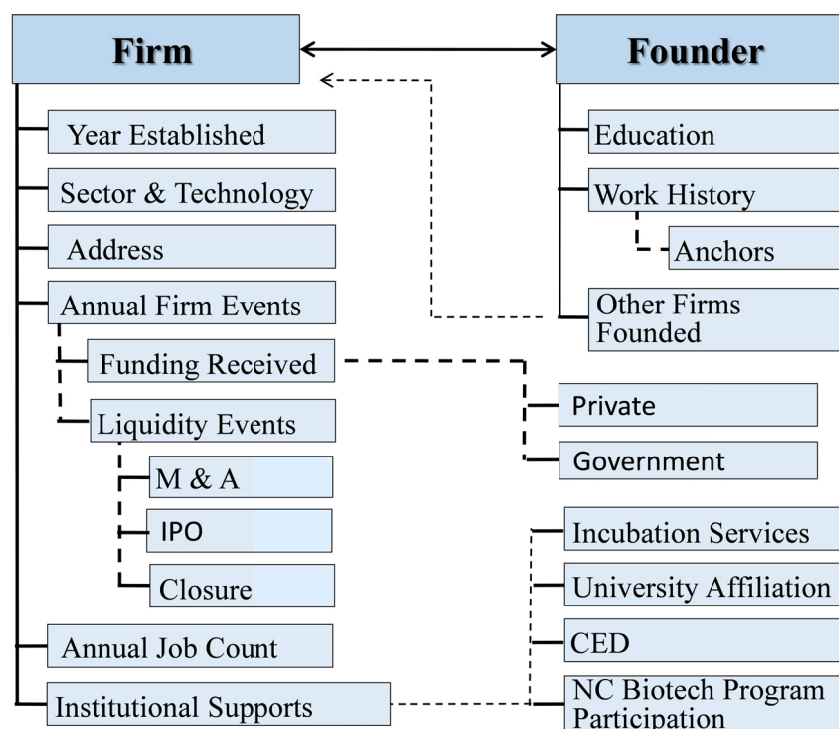 Firm
Founder
Year Established
Sector & Technology
Address
Annual Firm Events
Funding Received
Liquidity Events
M & A
IPO
Closure
Annual Job Count
Institutional Supports
Education
Work History
Anchors
Other Firms
Founded
Private
Government
Incubation Services
University Affiliation
CED
NC Biotech Program
Participation